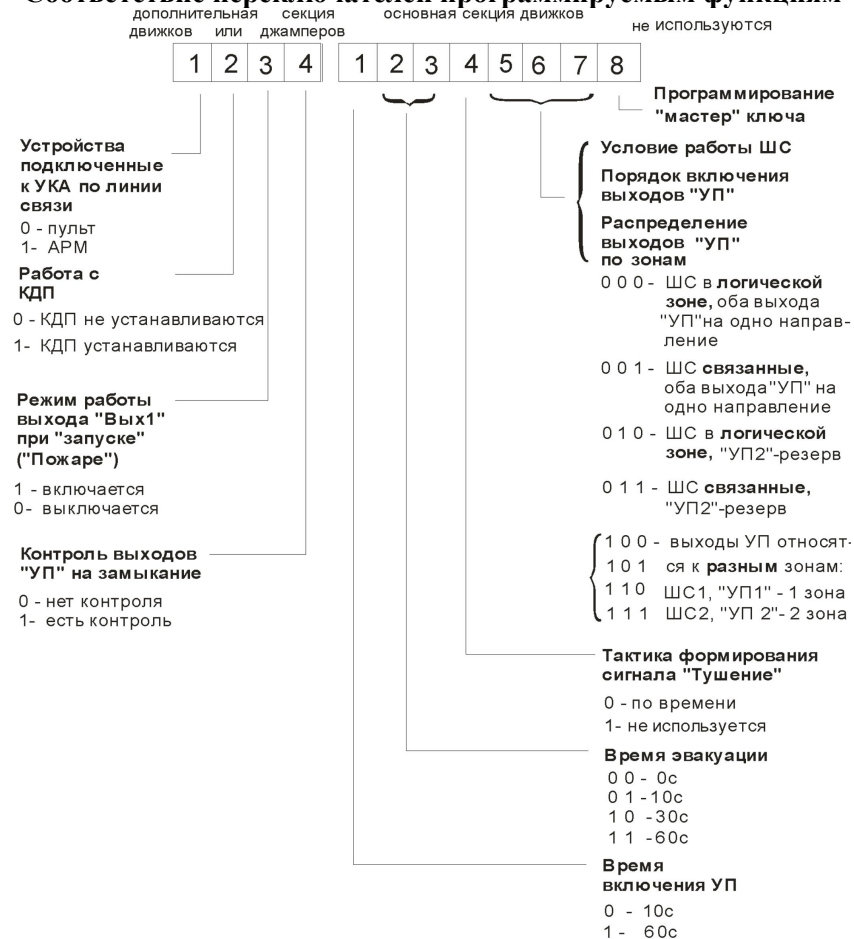 Соответствие переключателей программируемым функциям
дополнительная секция
движков или джамперов
основная секция движков
не используются
1 2 3 4 1 2 3 4 5 6 7 8
Устройства
подключенные
к УКА по линии
связи
0 - пульт
1- АРМ
Работа с
КДП
0 - КДП не устанавливаются
1- КДП устанавливаются
Режим работы
выхода "Вых1"
при "запуске"
("Пожаре")
1 - включается
0- выключается
Контроль выходов
"УП" на замыкание
0 - нет контроля
1- есть контроль
Программирование
"мастер" ключа
Условие работы ШС
Порядок включения
выходов "УП"
Распределение
выходов "УП"
по зонам
0 0 0 - ШС в логической
зоне, оба выхода
"УП"на одно направ-
ление
0 0 1 - ШС связанные,
оба выхода"УП" на
одно направление
0 1 0 - ШС в логической
зоне, "УП2"-резерв
0 1 1 - ШС связанные,
"УП2"-резерв
1 0 0 - выходы УП относят-
1 0 1 ся к разным зонам:
1 1 0 ШС1, "УП1" - 1 зона
1 1 1 ШС2, "УП 2"- 2 зона
Тактика формирования
сигнала "Тушение"
0 - по времени
1- не используется
Время эвакуации
0 0 - 0с
0 1 -10с
1 0 -30с
1 1 -60с
Время
включения УП
0 - 10с
1 - 60с